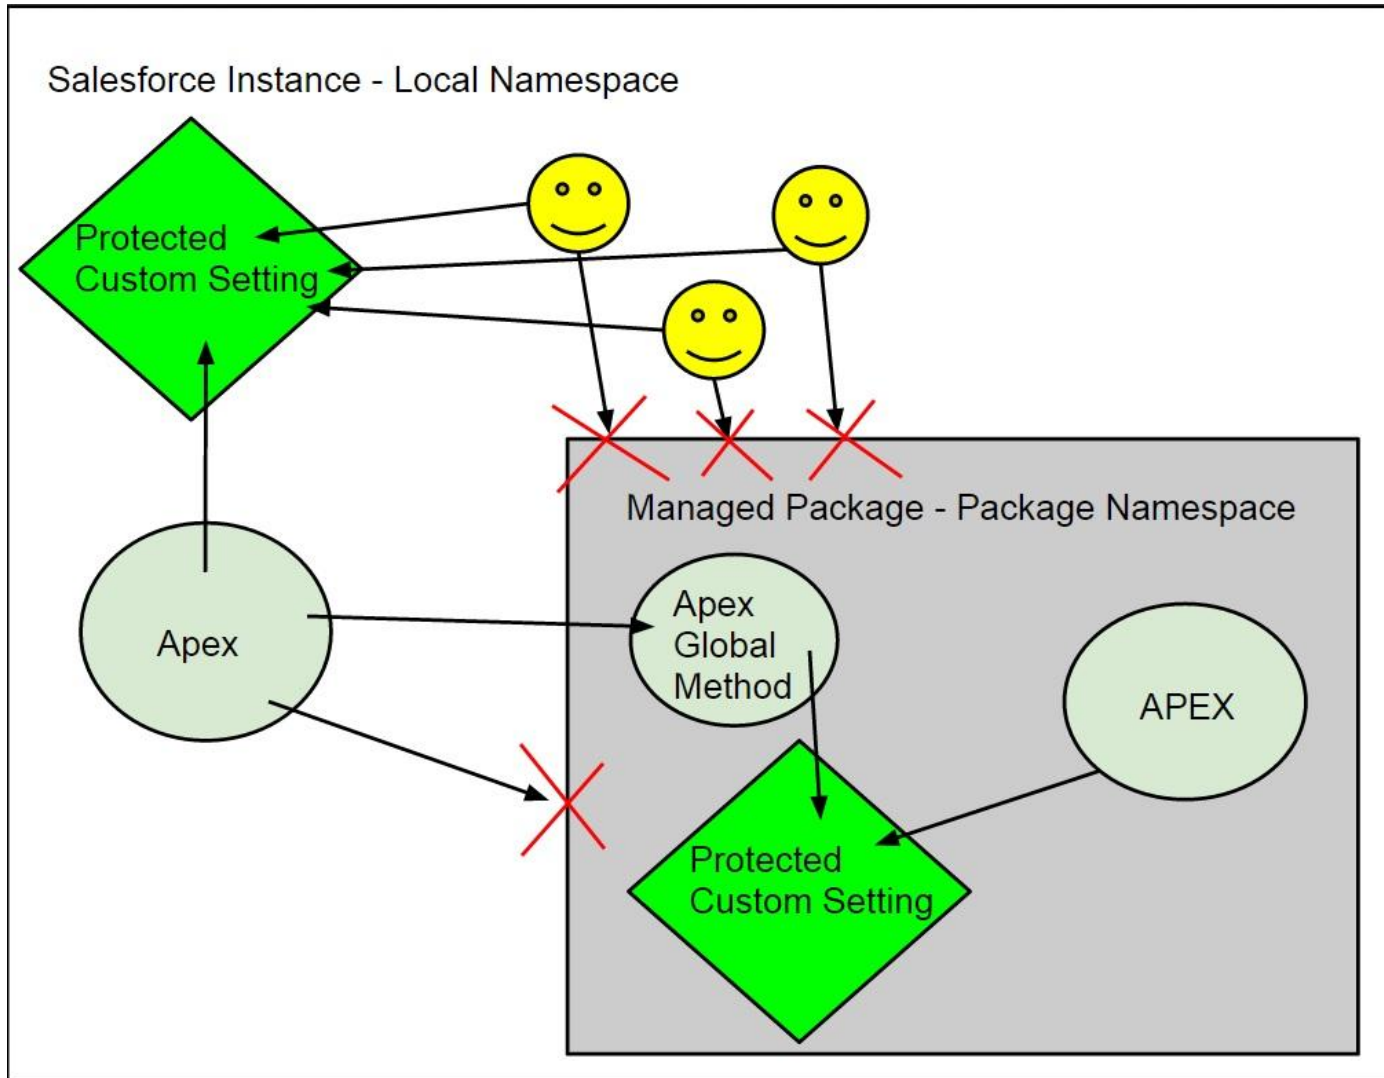 Salesforce Instance - Local Namespace
Protected
Custom Setting
Managed Package - Package Namespace
Apex
Apex
Global
Method
APEX
Protected
Custom Setting